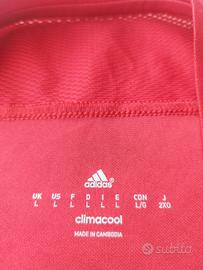 adidas
UK US F D I E CDN J
L L L L L L L/G 2XO
climacool
MADE IN CAMBODIA
subito